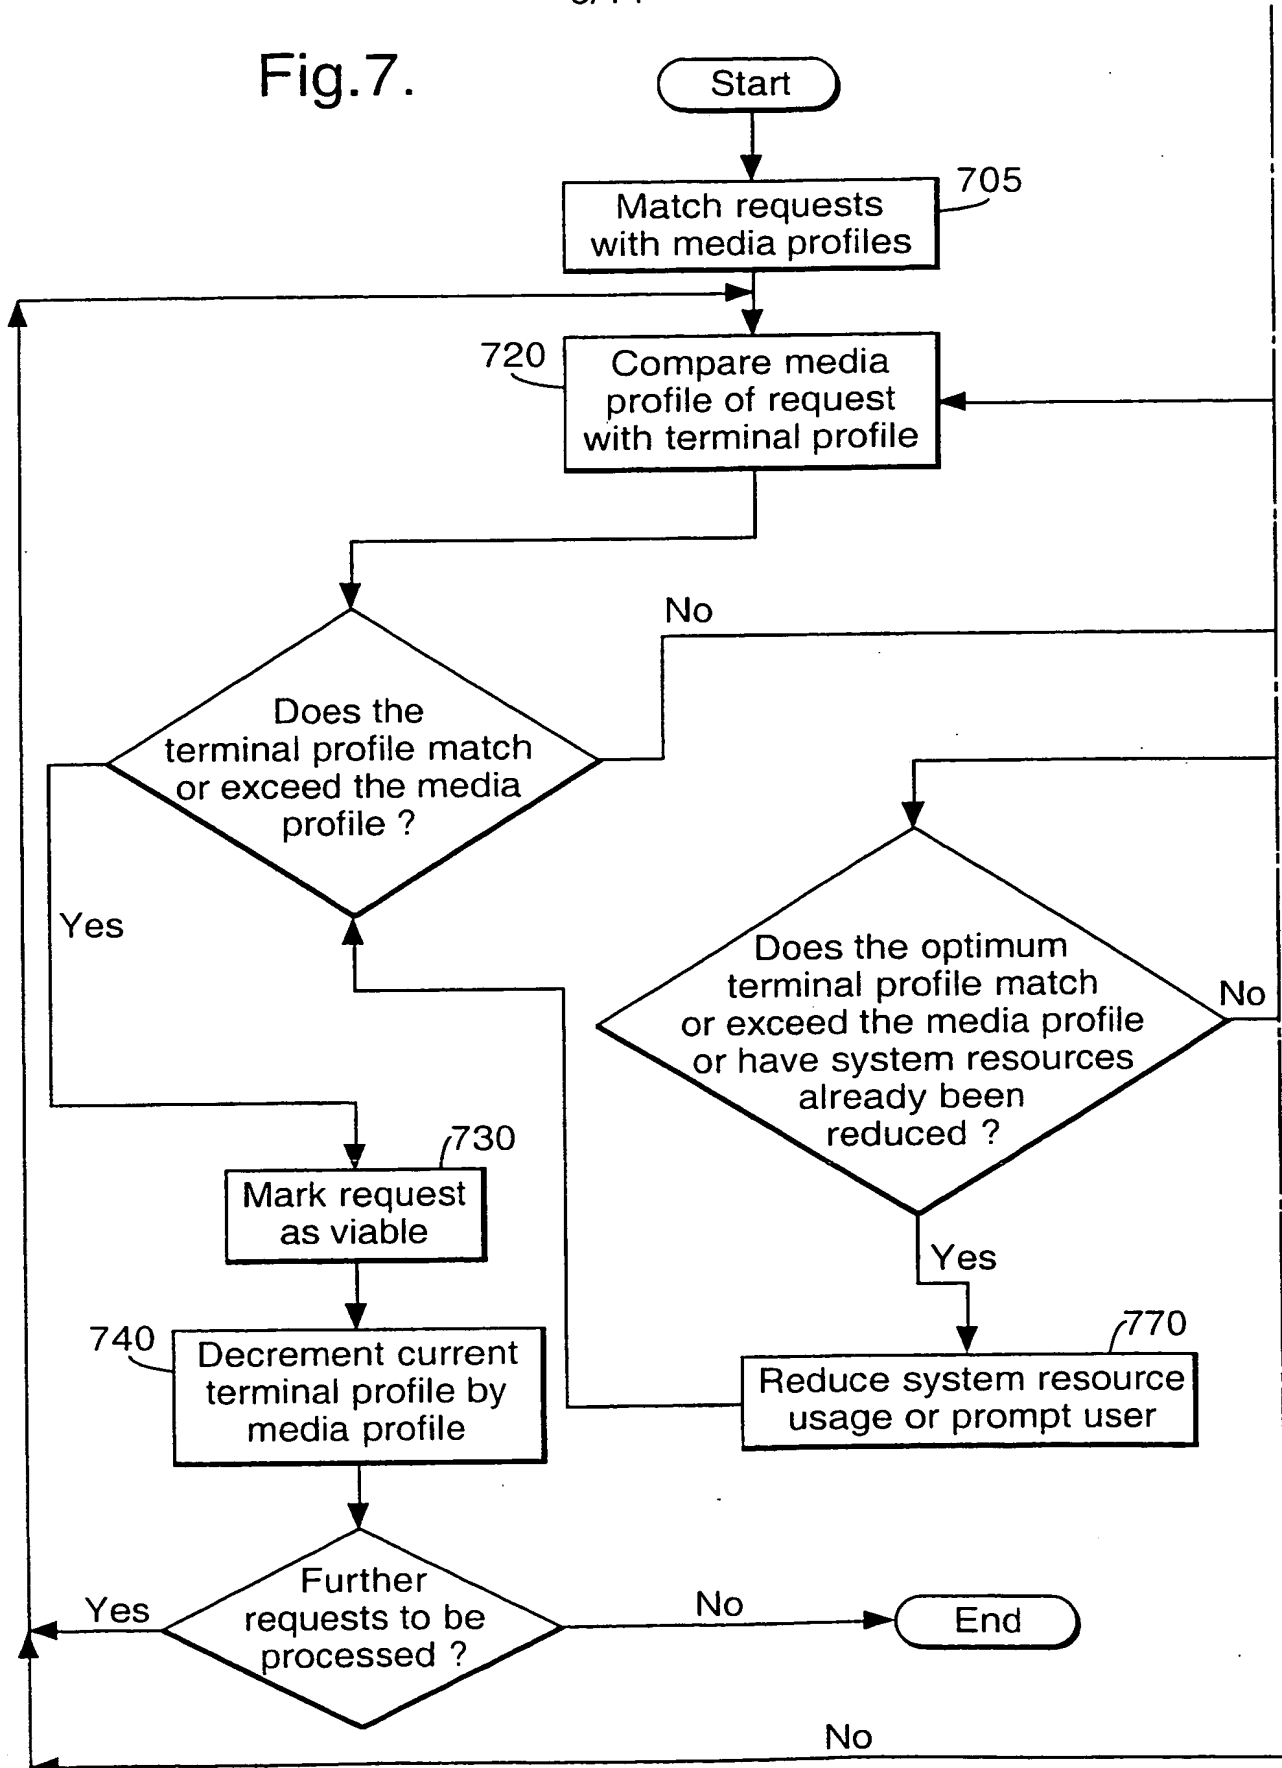 Fig.7.
Start
705
Match requests
with media profiles
720
Compare media
profile of request
with terminal profile
No
Does the
terminal profile match
or exceed the media
profile ?
Yes
Does the optimum
terminal profile match
or exceed the media profile
or have system resources
already been
reduced ?
No
730
Mark request
as viable
Yes
770
Reduce system resource
usage or prompt user
740
Decrement current
terminal profile by
media profile
Further
requests to be
processed ?
Yes
No
End
No